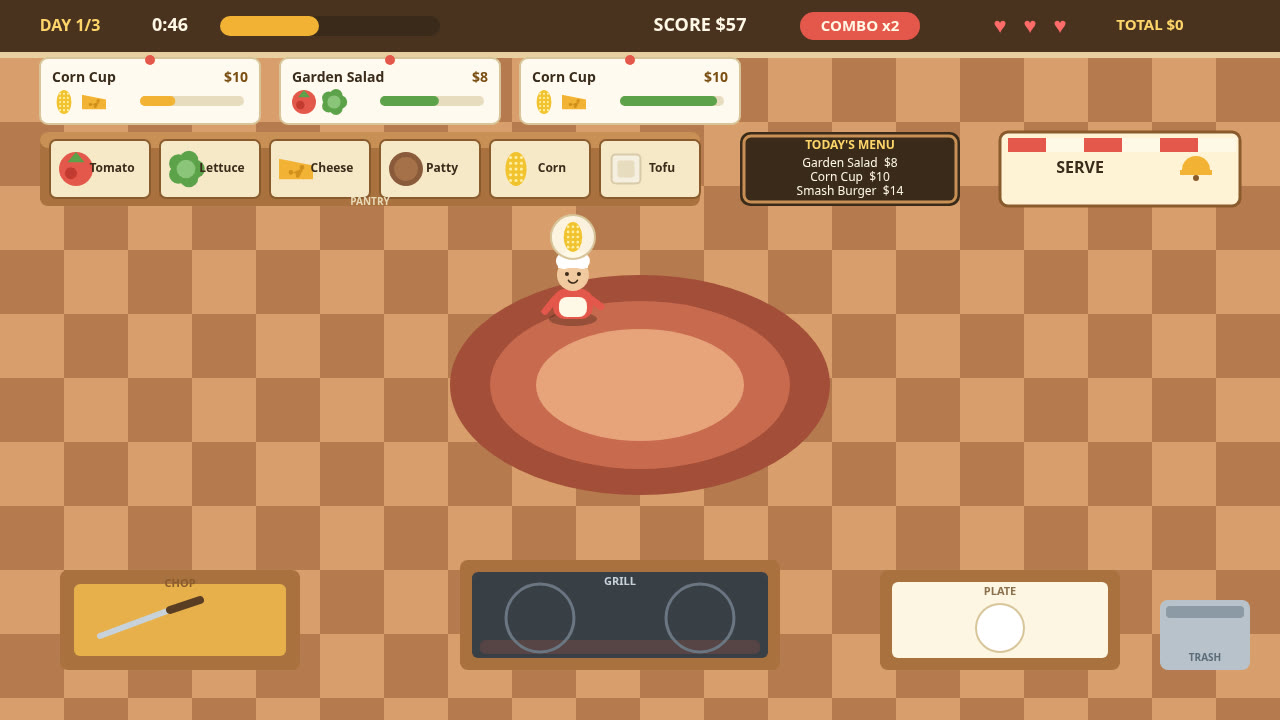 DAY 1/3
0:46
SCORE $57
COMBO x2
TOTAL $0
Corn Cup $10
Garden Salad $8
Corn Cup $10
Tomato
Lettuce
Cheese
Patty
Corn
Tofu
PANTRY
TODAY'S MENU
Garden Salad $8
Corn Cup $10
Smash Burger $14
SERVE
CHOP
GRILL
PLATE
TRASH